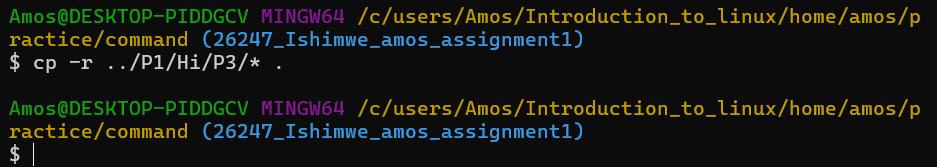 Amos@DESKTOP-PIDDGCV MINGW64 /c/users/Amos/Introduction_to_linux/home/amos/p
ractice/command (26247_Ishimwe_amos_assignment1)
$ cp -r ../P1/Hi/P3/* .
Amos@DESKTOP-PIDDGCV MINGW64 /c/users/Amos/Introduction_to_linux/home/amos/p
ractice/command (26247_Ishimwe_amos_assignment1)
$